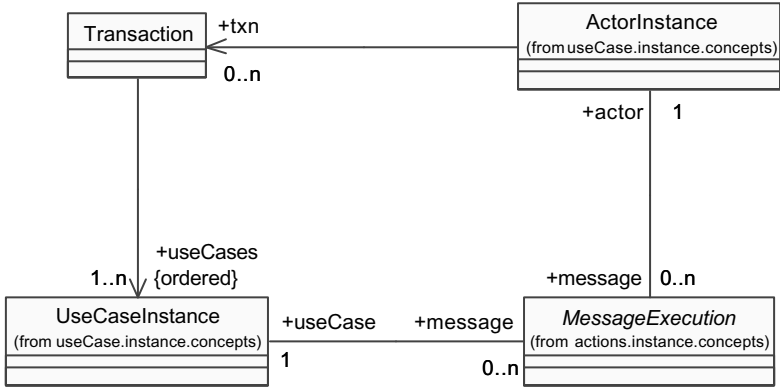 Transaction
+txn
0..n
ActorInstance
(from useCase.instance.concepts)
+actor 1
+useCases
1..n {ordered}
+message 0..n
UseCaseInstance
(from useCase.instance.concepts)
+useCase +message
1 0..n
MessageExecution
(from actions.instance.concepts)